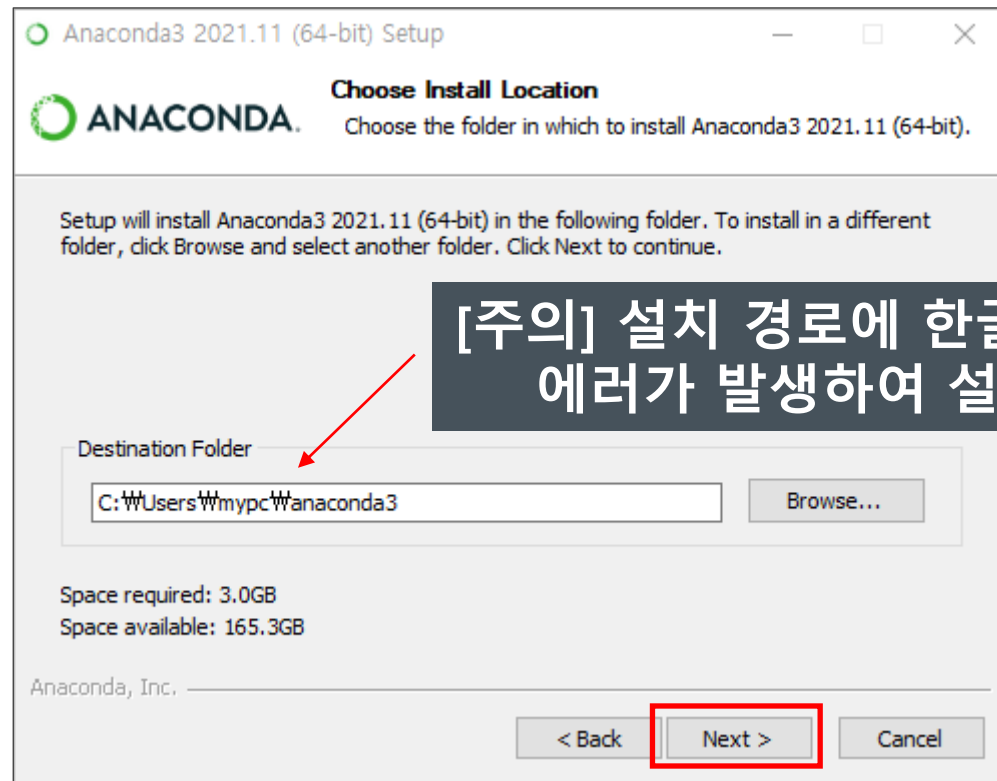 Anaconda3 2021.11 (64-bit) Setup
ANACONDA.
Choose Install Location
Choose the folder in which to install Anaconda3 2021.11 (64-bit).
Setup will install Anaconda3 2021.11 (64-bit) in the following folder. To install in a different
folder, click Browse and select another folder. Click Next to continue.
[주의] 설치 경로에
에러가 발생하여
Destination Folder
C:₩Users₩mypc₩anaconda3
Browse...
Space required: 3.0GB
Space available: 165.3GB
Anaconda, Inc.
< Back
Next >
Cancel